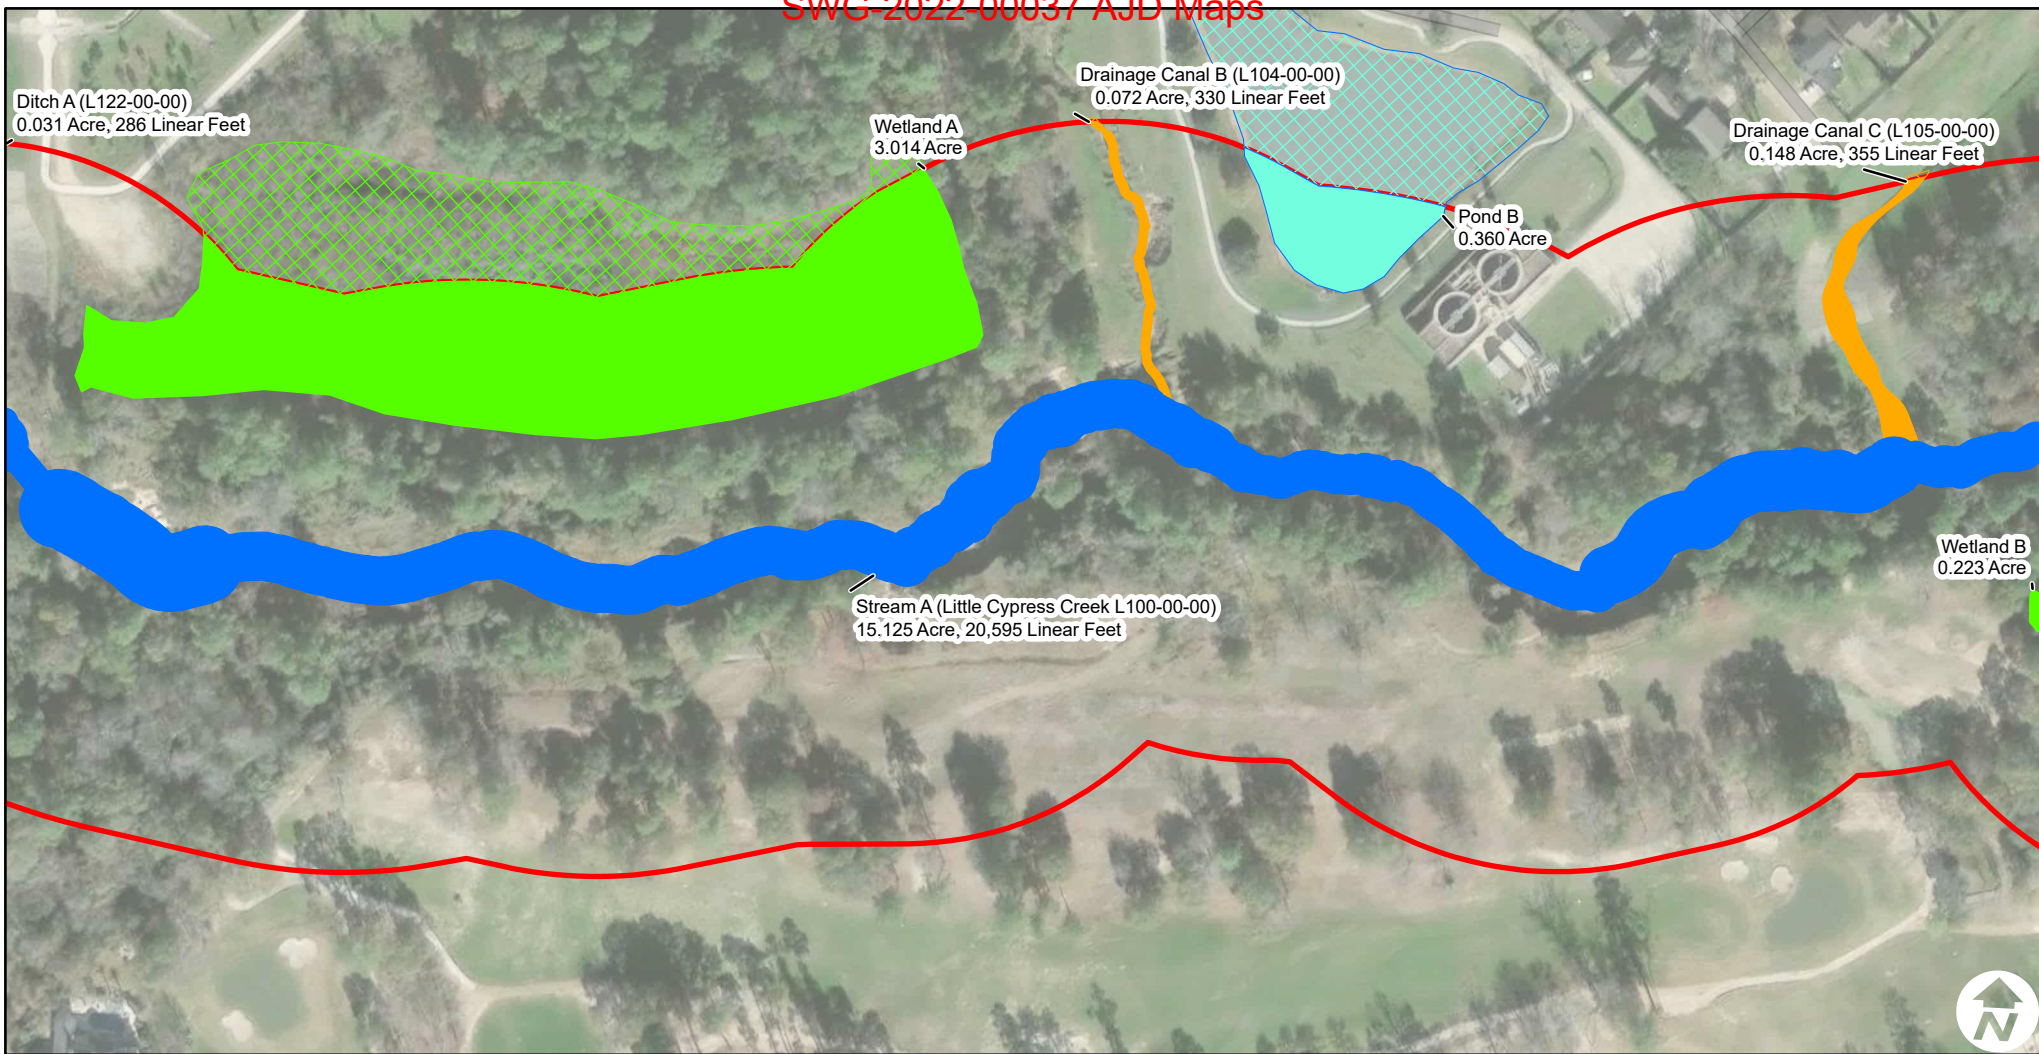 SWG-2022-00037 AJD Maps
Ditch A (L122-00-00)
0.031 Acre, 286 Linear Feet
Wetland A
3.014 Acre
Drainage Canal B (L104-00-00)
0.072 Acre, 330 Linear Feet
Pond B
0.360 Acre
Drainage Canal C (L105-00-00)
0.148 Acre, 355 Linear Feet
Wetland B
0.223 Acre
Stream A (Little Cypress Creek L100-00-00)
15.125 Acre, 20,595 Linear Feet
N